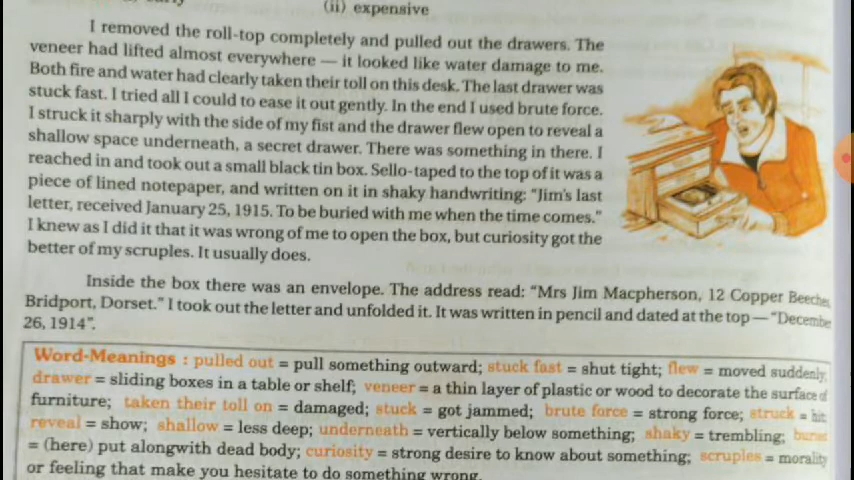 (ii) expensive
I removed the roll-top completely and pulled out the drawers. The
veneer had lifted almost everywhere — it looked like water damage to me.
Both fire and water had clearly taken their toll on this desk. The last drawer was
stuck fast. I tried all I could to ease it out gently. In the end I used brute force.
I struck it sharply with the side of my fist and the drawer flew open to reveal a
shallow space underneath, a secret drawer. There was something in there. I
reached in and took out a small black tin box. Sello-taped to the top of it was a
piece of lined notepaper, and written on it in shaky handwriting: “Jim's last
letter, received January 25, 1915. To be buried with me when the time comes.”
I knew as I did it that it was wrong of me to open the box, but curiosity got the
better of my scruples. It usually does.
Inside the box there was an envelope. The address read: “Mrs Jim Macpherson, 12 Copper Beeches,
Bridport, Dorset.” I took out the letter and unfolded it. It was written in pencil and dated at the top — “December
26, 1914”.
Word-Meanings : pulled out = pull something outward; stuck fast = shut tight; flew = moved suddenly;
drawer = sliding boxes in a table or shelf; veneer = a thin layer of plastic or wood to decorate the surface of
furniture; taken their toll on = damaged; stuck = got jammed; brute force = strong force; struck = hit;
reveal = show; shallow = less deep; underneath = vertically below something; shaky = trembling;
= (here) put alongwith dead body; curiosity = strong desire to know about something; scruples = morality
or feeling that make you hesitate to do something wrong.